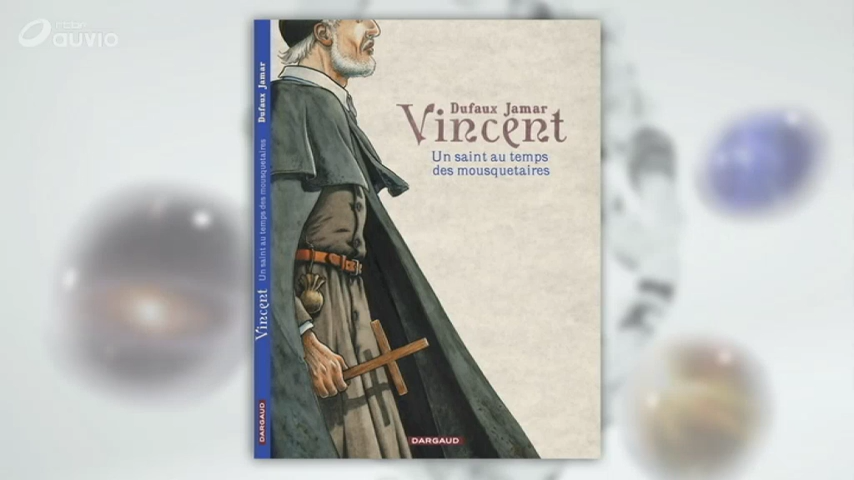 rtbf
auvio
Dufaux Jamar
Vincent
Un saint au temps
des mousquetaires
DARGAUD
Vincent Un saint au temps des mousquetaires Dufaux Jamar
DARGAUD